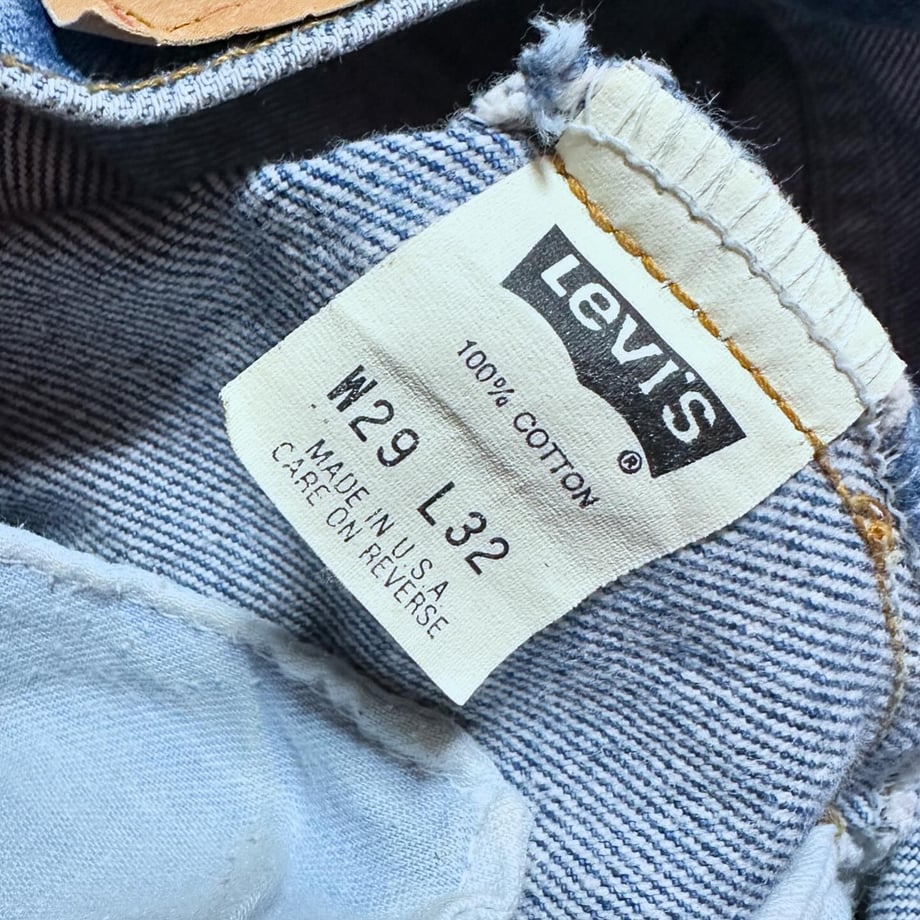 LEVI'S ®
100% COTTON
W29 L32
MADE IN U.S.A
CARE ON REVERSE